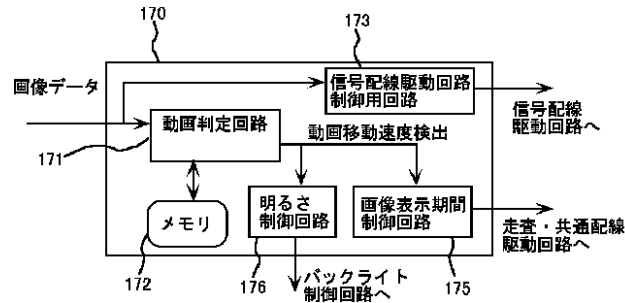 170
173
画像データ
信号配線駆動回路
制御用回路
信号配線
駆動回路へ
動画判定回路
171
動画移動速度検出
メモリ
172
明るさ
制御回路
176
画像表示期間
制御回路
175
走査・共通配線
駆動回路へ
バックライト
制御回路へ